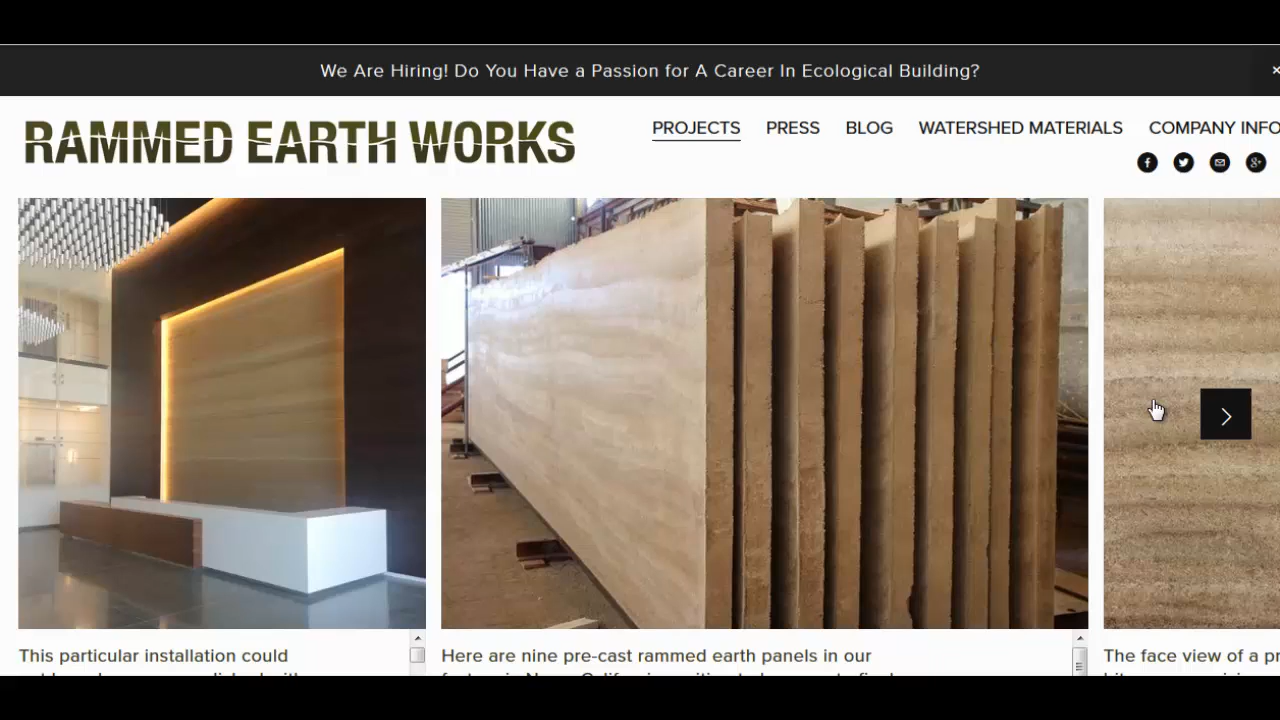 We Are Hiring! Do You Have a Passion for A Career In Ecological Building?
RAMMED EARTH WORKS
PROJECTS PRESS BLOG WATERSHED MATERIALS COMPANY INFO
This particular installation could
Here are nine pre-cast rammed earth panels in our
The face view of a